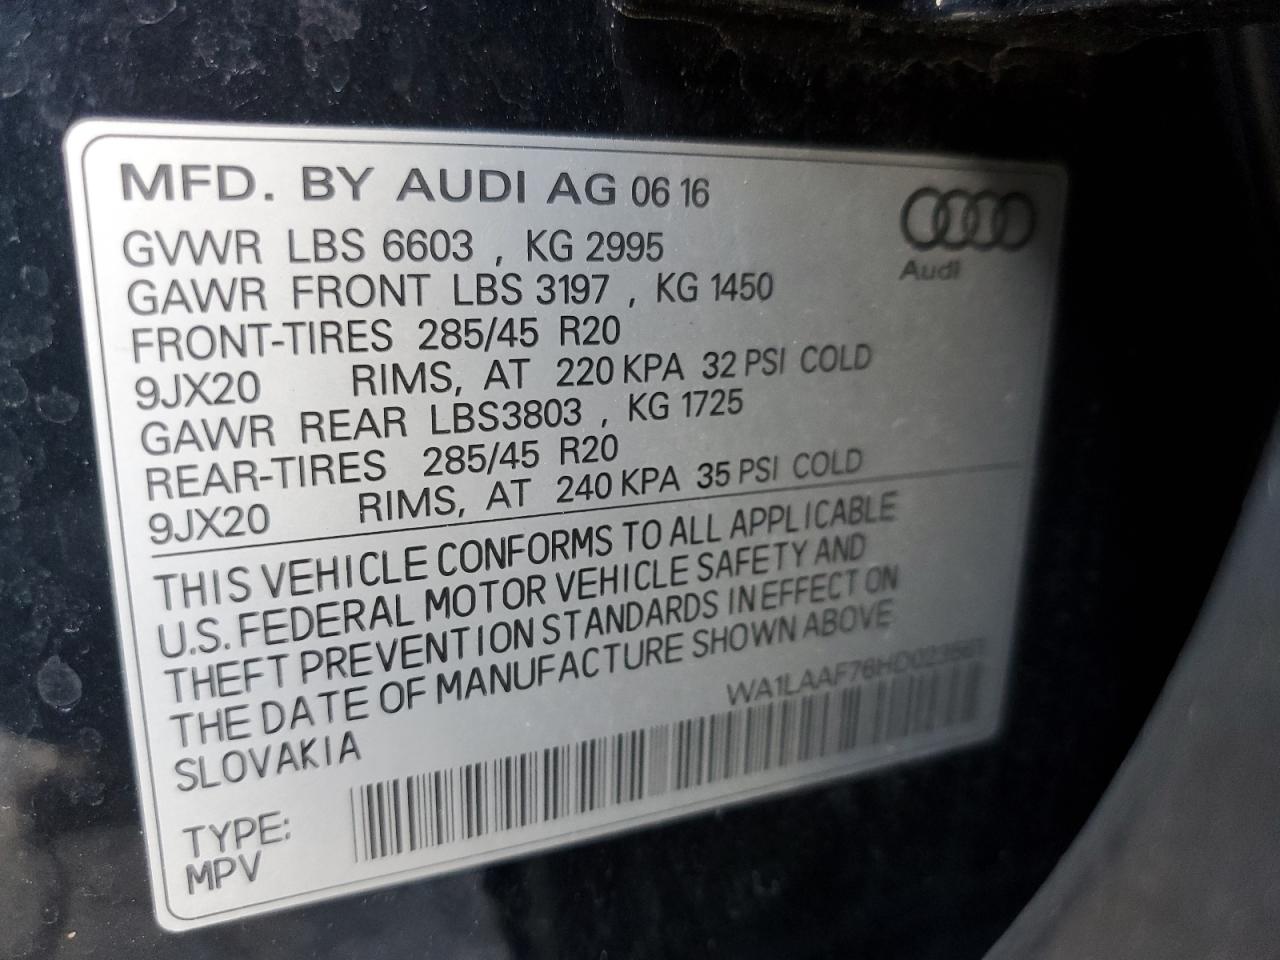 MFD. BY AUDI AG 06 16
Audi
GVWR LBS 6603 , KG 2995
GAWR FRONT LBS 3197 , KG 1450
FRONT-TIRES 285/45 R20
9JX20 RIMS, AT 220 KPA 32 PSI COLD
GAWR REAR LBS3803 , KG 1725
REAR-TIRES 285/45 R20
9JX20 RIMS, AT 240 KPA 35 PSI COLD
THIS VEHICLE CONFORMS TO ALL APPLICABLE
U.S. FEDERAL MOTOR VEHICLE SAFETY AND
THEFT PREVENTION STANDARDS IN EFFECT ON
THE DATE OF MANUFACTURE SHOWN ABOVE
SLOVAKIA
TYPE:
MPV